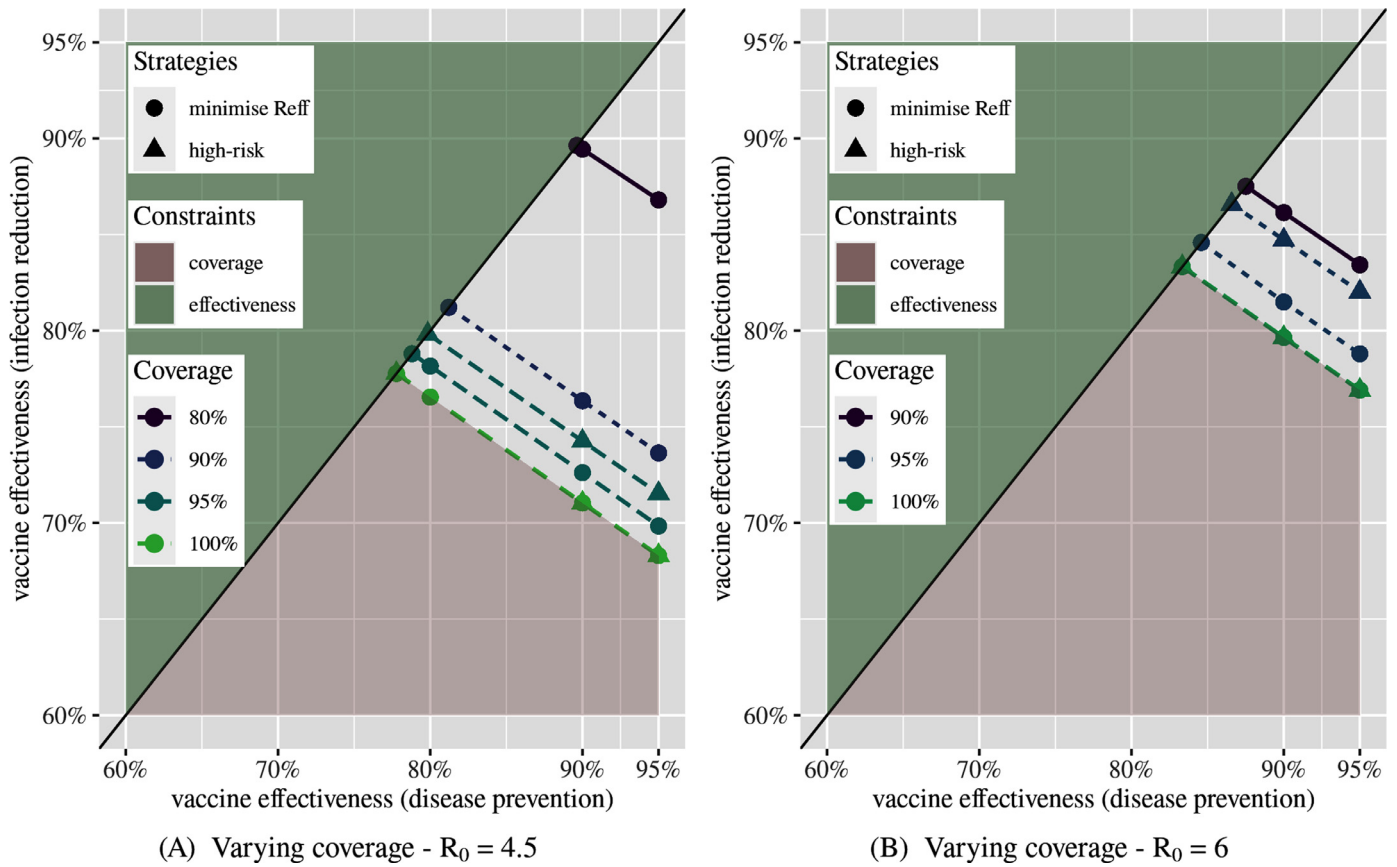 95%
90%
80%
70%
60%
vaccine effectiveness (infection reduction)
Strategies
minimise Reff
high-risk
Constraints
coverage
effectiveness
Coverage
80%
90%
95%
100%
60%
70%
80%
90%
95%
vaccine effectiveness (disease prevention)
(A) Varying coverage - R₀ = 4.5
95%
90%
80%
70%
60%
vaccine effectiveness (infection reduction)
Strategies
minimise Reff
high-risk
Constraints
coverage
effectiveness
Coverage
90%
95%
100%
60%
70%
80%
90%
95%
vaccine effectiveness (disease prevention)
(B) Varying coverage - R₀ = 6